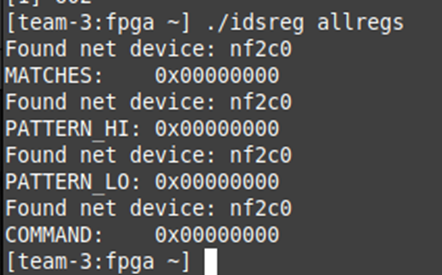 [team-3:fpga ~] ./idsreg allregs
Found net device: nf2c0
MATCHES:    0x00000000
Found net device: nf2c0
PATTERN_HI: 0x00000000
Found net device: nf2c0
PATTERN_LO: 0x00000000
Found net device: nf2c0
COMMAND:    0x00000000
[team-3:fpga ~]